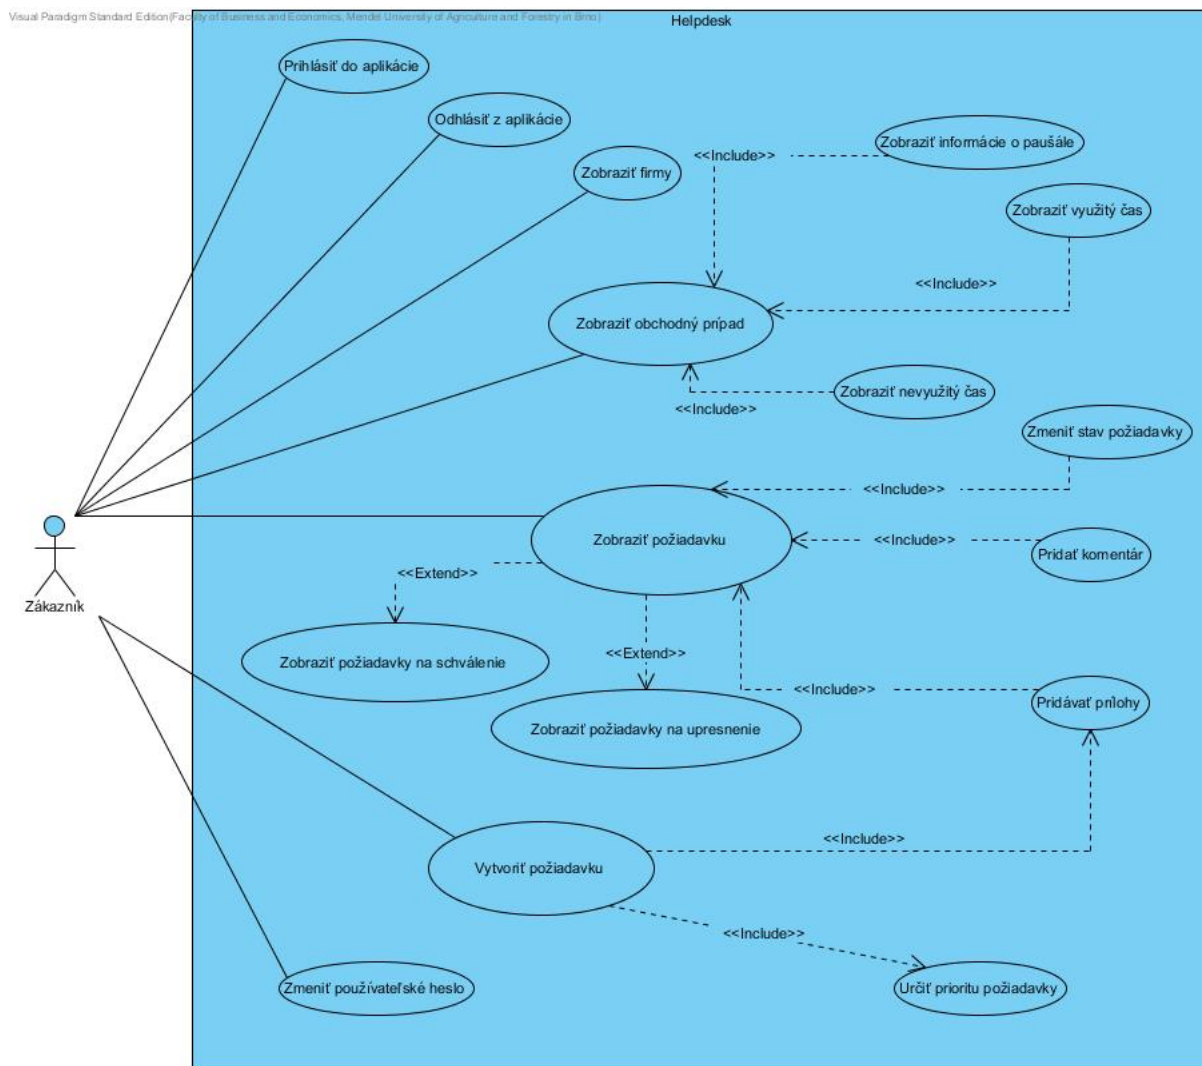 Visual Paradigm Standard Edition(Faculty of Business and Economics, Mendel University of Agriculture and Forestry in Brno)
Helpdesk
Prihlásiť do aplikácie
Odhlásiť z aplikácie
Zobraziť informácie o paušále
<<Include>>
Zobraziť firmy
Zobraziť využitý čas
<<Include>>
Zobraziť obchodný prípad
Zobraziť nevyužitý čas
<<Include>>
Zmeniť stav požiadavky
<<Include>>
Zobraziť požiadavku
<<Include>>
Pridať komentár
<<Extend>>
Zákazník
Zobraziť požiadavky na schválenie
<<Extend>>
<<Include>>
Pridávať prílohy
Zobraziť požiadavky na upresnenie
<<Include>>
Vytvoriť požiadavku
<<Include>>
Zmeniť používateľské heslo
Určiť prioritu požiadavky